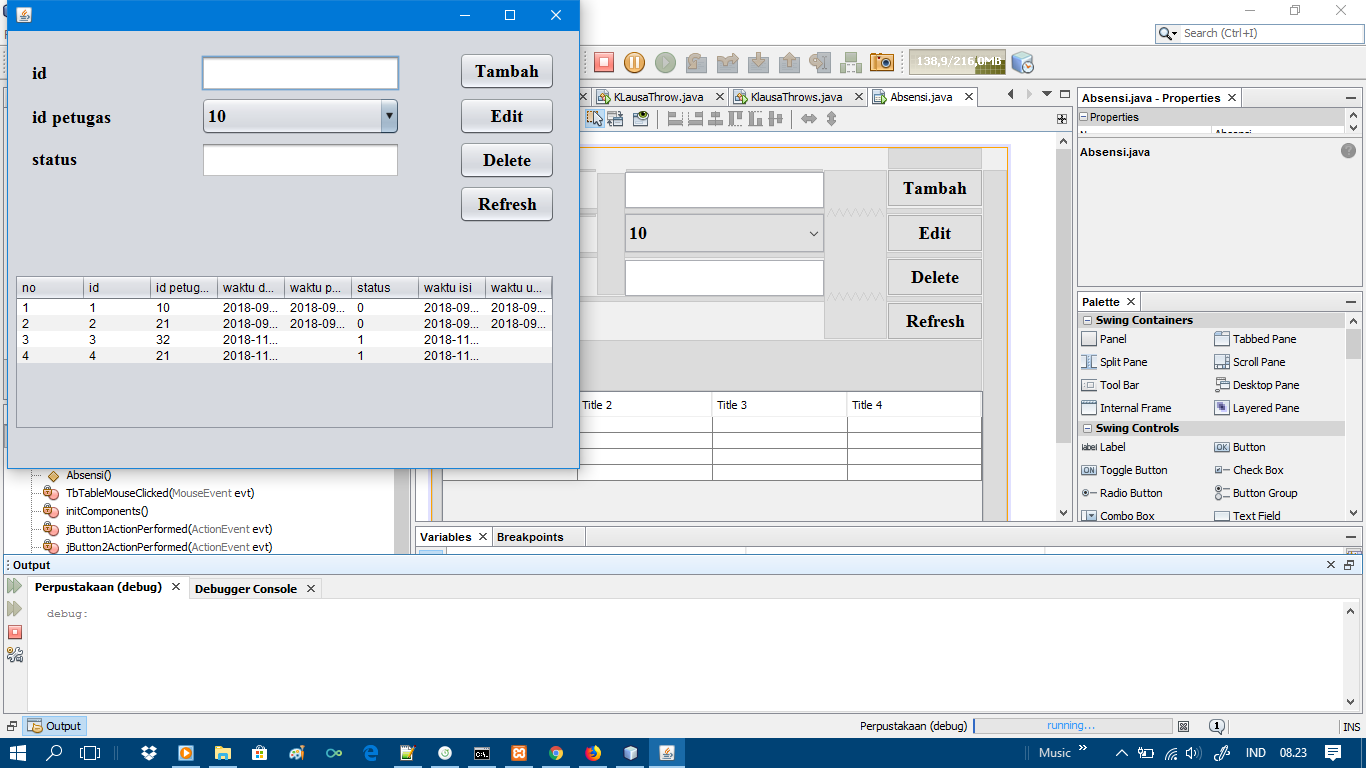 id
Tambah
id petugas
10
Edit
status
Delete
Refresh
no id id petug... waktu d... waktu p... status waktu isi waktu u...
1 1 10 2018-09... 2018-09... 0 2018-09... 2018-09...
2 2 21 2018-09... 2018-09... 0 2018-09... 2018-09...
3 3 32 2018-11... 1 2018-11...
4 4 21 2018-11... 1 2018-11...
Search (Ctrl+I)
138,9/216,0MB
KLausaThrow.java
KlausaThrows.java
Absensi.java
Tambah
10
Edit
Delete
Refresh
Title 2 Title 3 Title 4
Absensi.java - Properties
Properties
Absensi.java
Palette
Swing Containers
Panel Tabbed Pane
Split Pane Scroll Pane
Tool Bar Desktop Pane
Internal Frame Layered Pane
Swing Controls
label Label OK Button
ON Toggle Button Check Box
Radio Button Button Group
Combo Box Text Field
Absensi()
TbTableMouseClicked(MouseEvent evt)
initComponents()
jButton1ActionPerformed(ActionEvent evt)
jButton2ActionPerformed(ActionEvent evt)
Variables Breakpoints
Output
Perpustakaan (debug) Debugger Console
debug:
Output
Perpustakaan (debug) running... 1 INS
Music IND 08.23